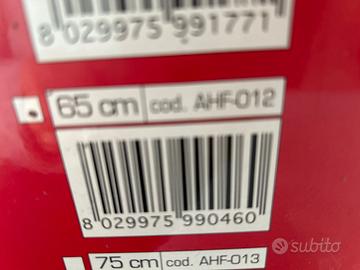 8 029975 991771
65 cm cod. AHF-012
8 029975 990460
75 cm cod. AHF-013
subito